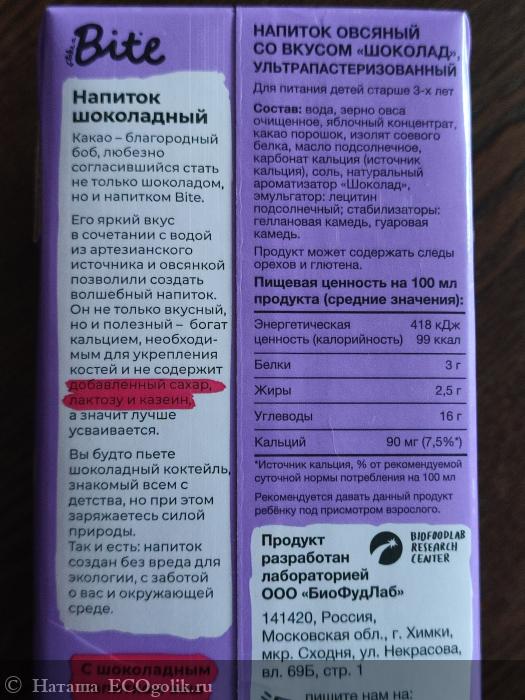 Bite
Напиток
шоколадный
Какао – благородный
боб, любезно
согласившийся стать
не только шоколадом,
но и напитком Bite.
Его яркий вкус
в сочетании с водой
из артезианского
источника и овсянкой
позволили создать
волшебный напиток.
Он не только вкусный,
но и полезный – богат
кальцием, необходи-
мым для укрепления
костей и не содержит
добавленный сахар,
лактозу и казеин,
а значит лучше
усваивается.
Вы будто пьете
шоколадный коктейль,
знакомый всем с
детства, но при этом
заряжаетесь силой
природы.
Так и есть: напиток
создан без вреда для
экологии, с заботой
о вас и окружающей
среде.
С шоколадным
НАПИТОК ОВСЯНЫЙ
СО ВКУСОМ «ШОКОЛАД»,
УЛЬТРАПАСТЕРИЗОВАННЫЙ
Для питания детей старше 3-х лет
Состав: вода, зерно овса
очищенное, яблочный концентрат,
какао порошок, изолят соевого
белка, масло подсолнечное,
карбонат кальция (источник
кальция), соль, натуральный
ароматизатор «Шоколад»,
эмульгатор: лецитин
подсолнечный; стабилизаторы:
геллановая камедь, гуаровая
камедь.
Продукт может содержать следы
орехов и глютена.
Пищевая ценность на 100 мл
продукта (средние значения):
Энергетическая 418 кДж
ценность (калорийность) 99 ккал
Белки 3 г
Жиры 2,5 г
Углеводы 16 г
Кальций 90 мг (7,5%*)
*Источник кальция, % от рекомендуемой
суточной нормы потребления на 100 мл
Рекомендуется давать данный продукт
ребёнку под присмотром взрослого.
Продукт
разработан
лабораторией
ООО «БиоФудЛаб»
BIOFOODLAB
RESEARCH
CENTER
141420, Россия,
Московская обл., г. Химки,
мкр. Сходня, ул. Некрасова,
вл. 69Б, стр. 1
пишите на:
© Наташа ECOgolik.ru